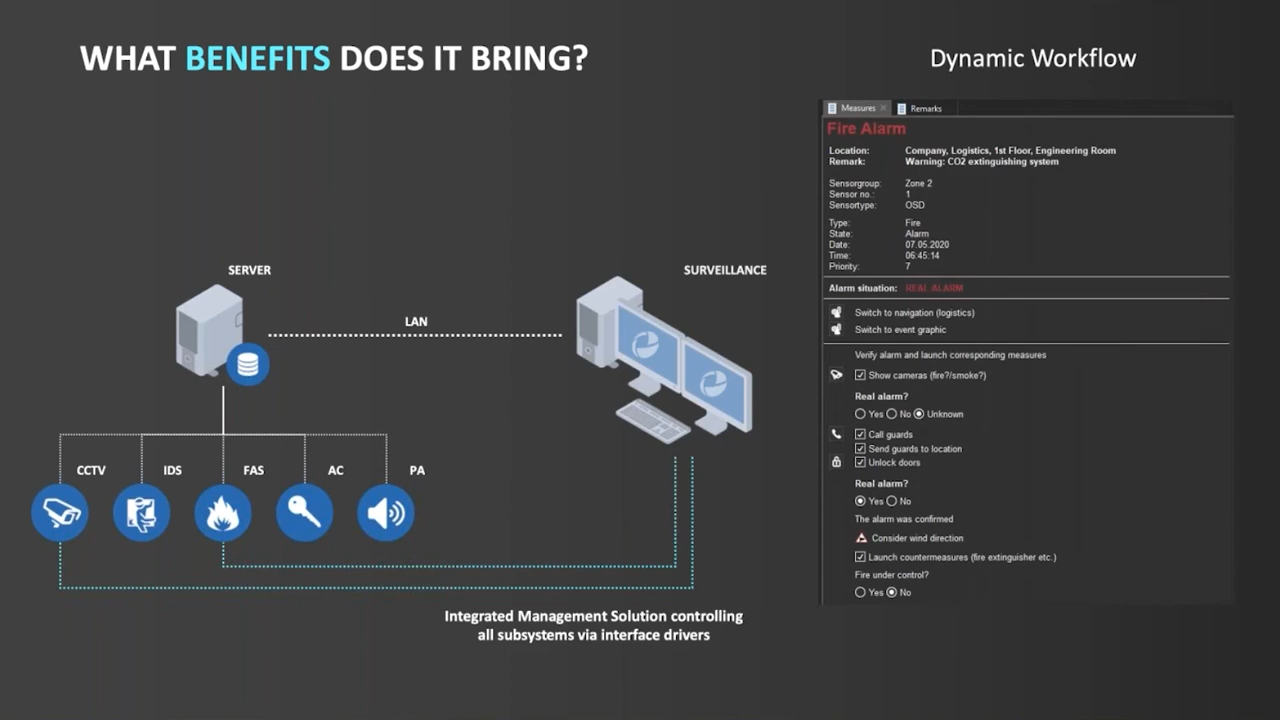 WHAT BENEFITS DOES IT BRING?
Dynamic Workflow
SERVER
SURVEILLANCE
LAN
CCTV
IDS
FAS
AC
PA
Integrated Management Solution controlling
all subsystems via interface drivers
Measures
Remarks
Fire Alarm
Location: Company, Logistics, 1st Floor, Engineering Room
Remark: Warning: CO2 extinguishing system
Sensorgroup: Zone 2
Sensor no.: 1
Sensortype: OSD
Type: Fire
State: Alarm
Date: 07.05.2020
Time: 06:45:14
Priority: 7
Alarm situation: REAL ALARM
Switch to navigation (logistics)
Switch to event graphic
Verify alarm and launch corresponding measures
Show cameras (fire?/smoke?)
Real alarm?
Yes No Unknown
Call guards
Send guards to location
Unlock doors
Real alarm?
Yes No
The alarm was confirmed
Consider wind direction
Launch countermeasures (fire extinguisher etc.)
Fire under control?
Yes No